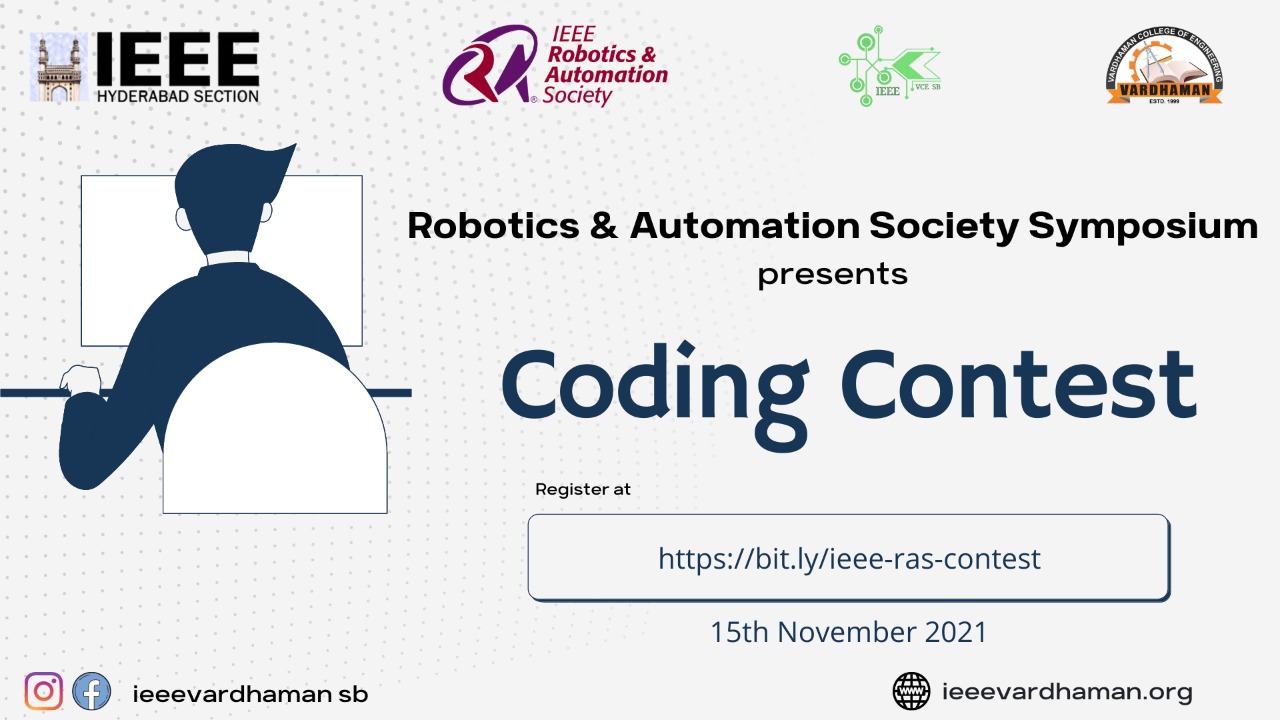 IEEE
HYDERABAD SECTION
IEEE
Robotics &
Automation
® Society
IEEE
VCE SB
VARDHAMAN COLLEGE OF ENGINEERING
VARDHAMAN
ESTD. 1999
Robotics & Automation Society Symposium
presents
Coding Contest
Register at
https://bit.ly/ieee-ras-contest
15th November 2021
ieeevardhaman sb
www
ieeevardhaman.org